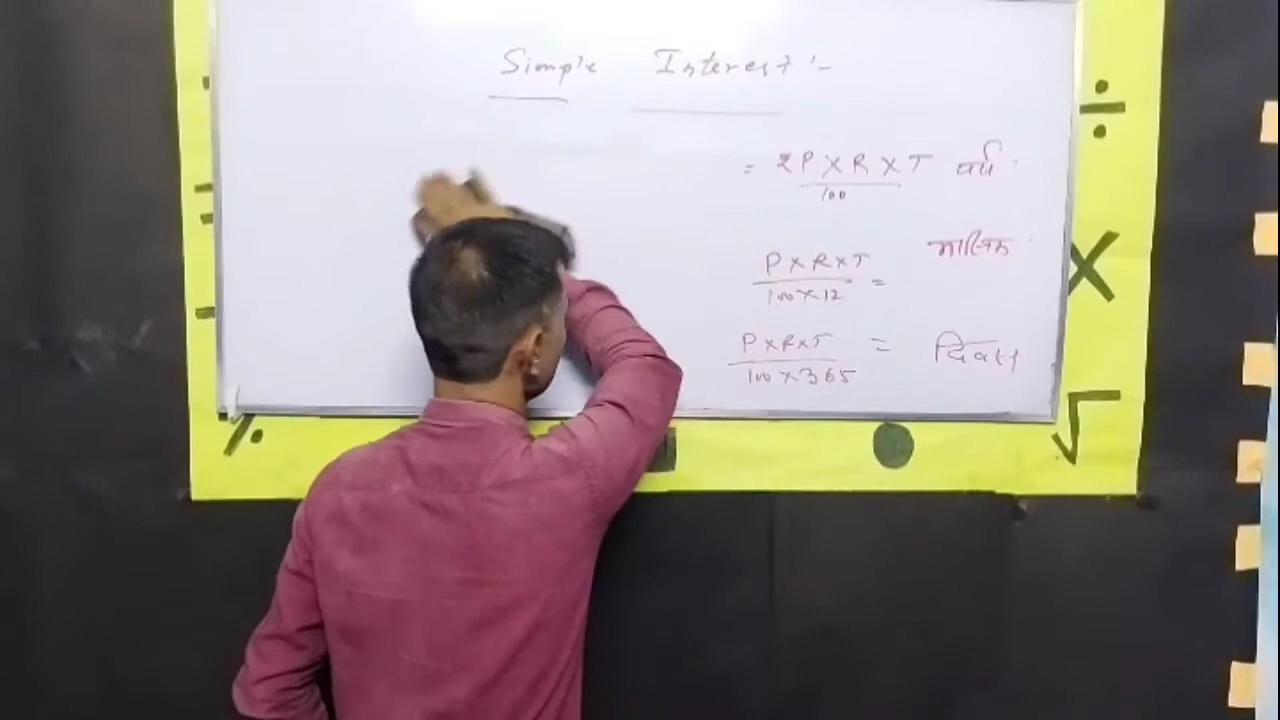 Simple Interest :-
= ₹ P X R X T वर्ष
100
P X R X T =
100 X 12
P X R X T = दिवस
100 X 365
÷
=
X
%
√